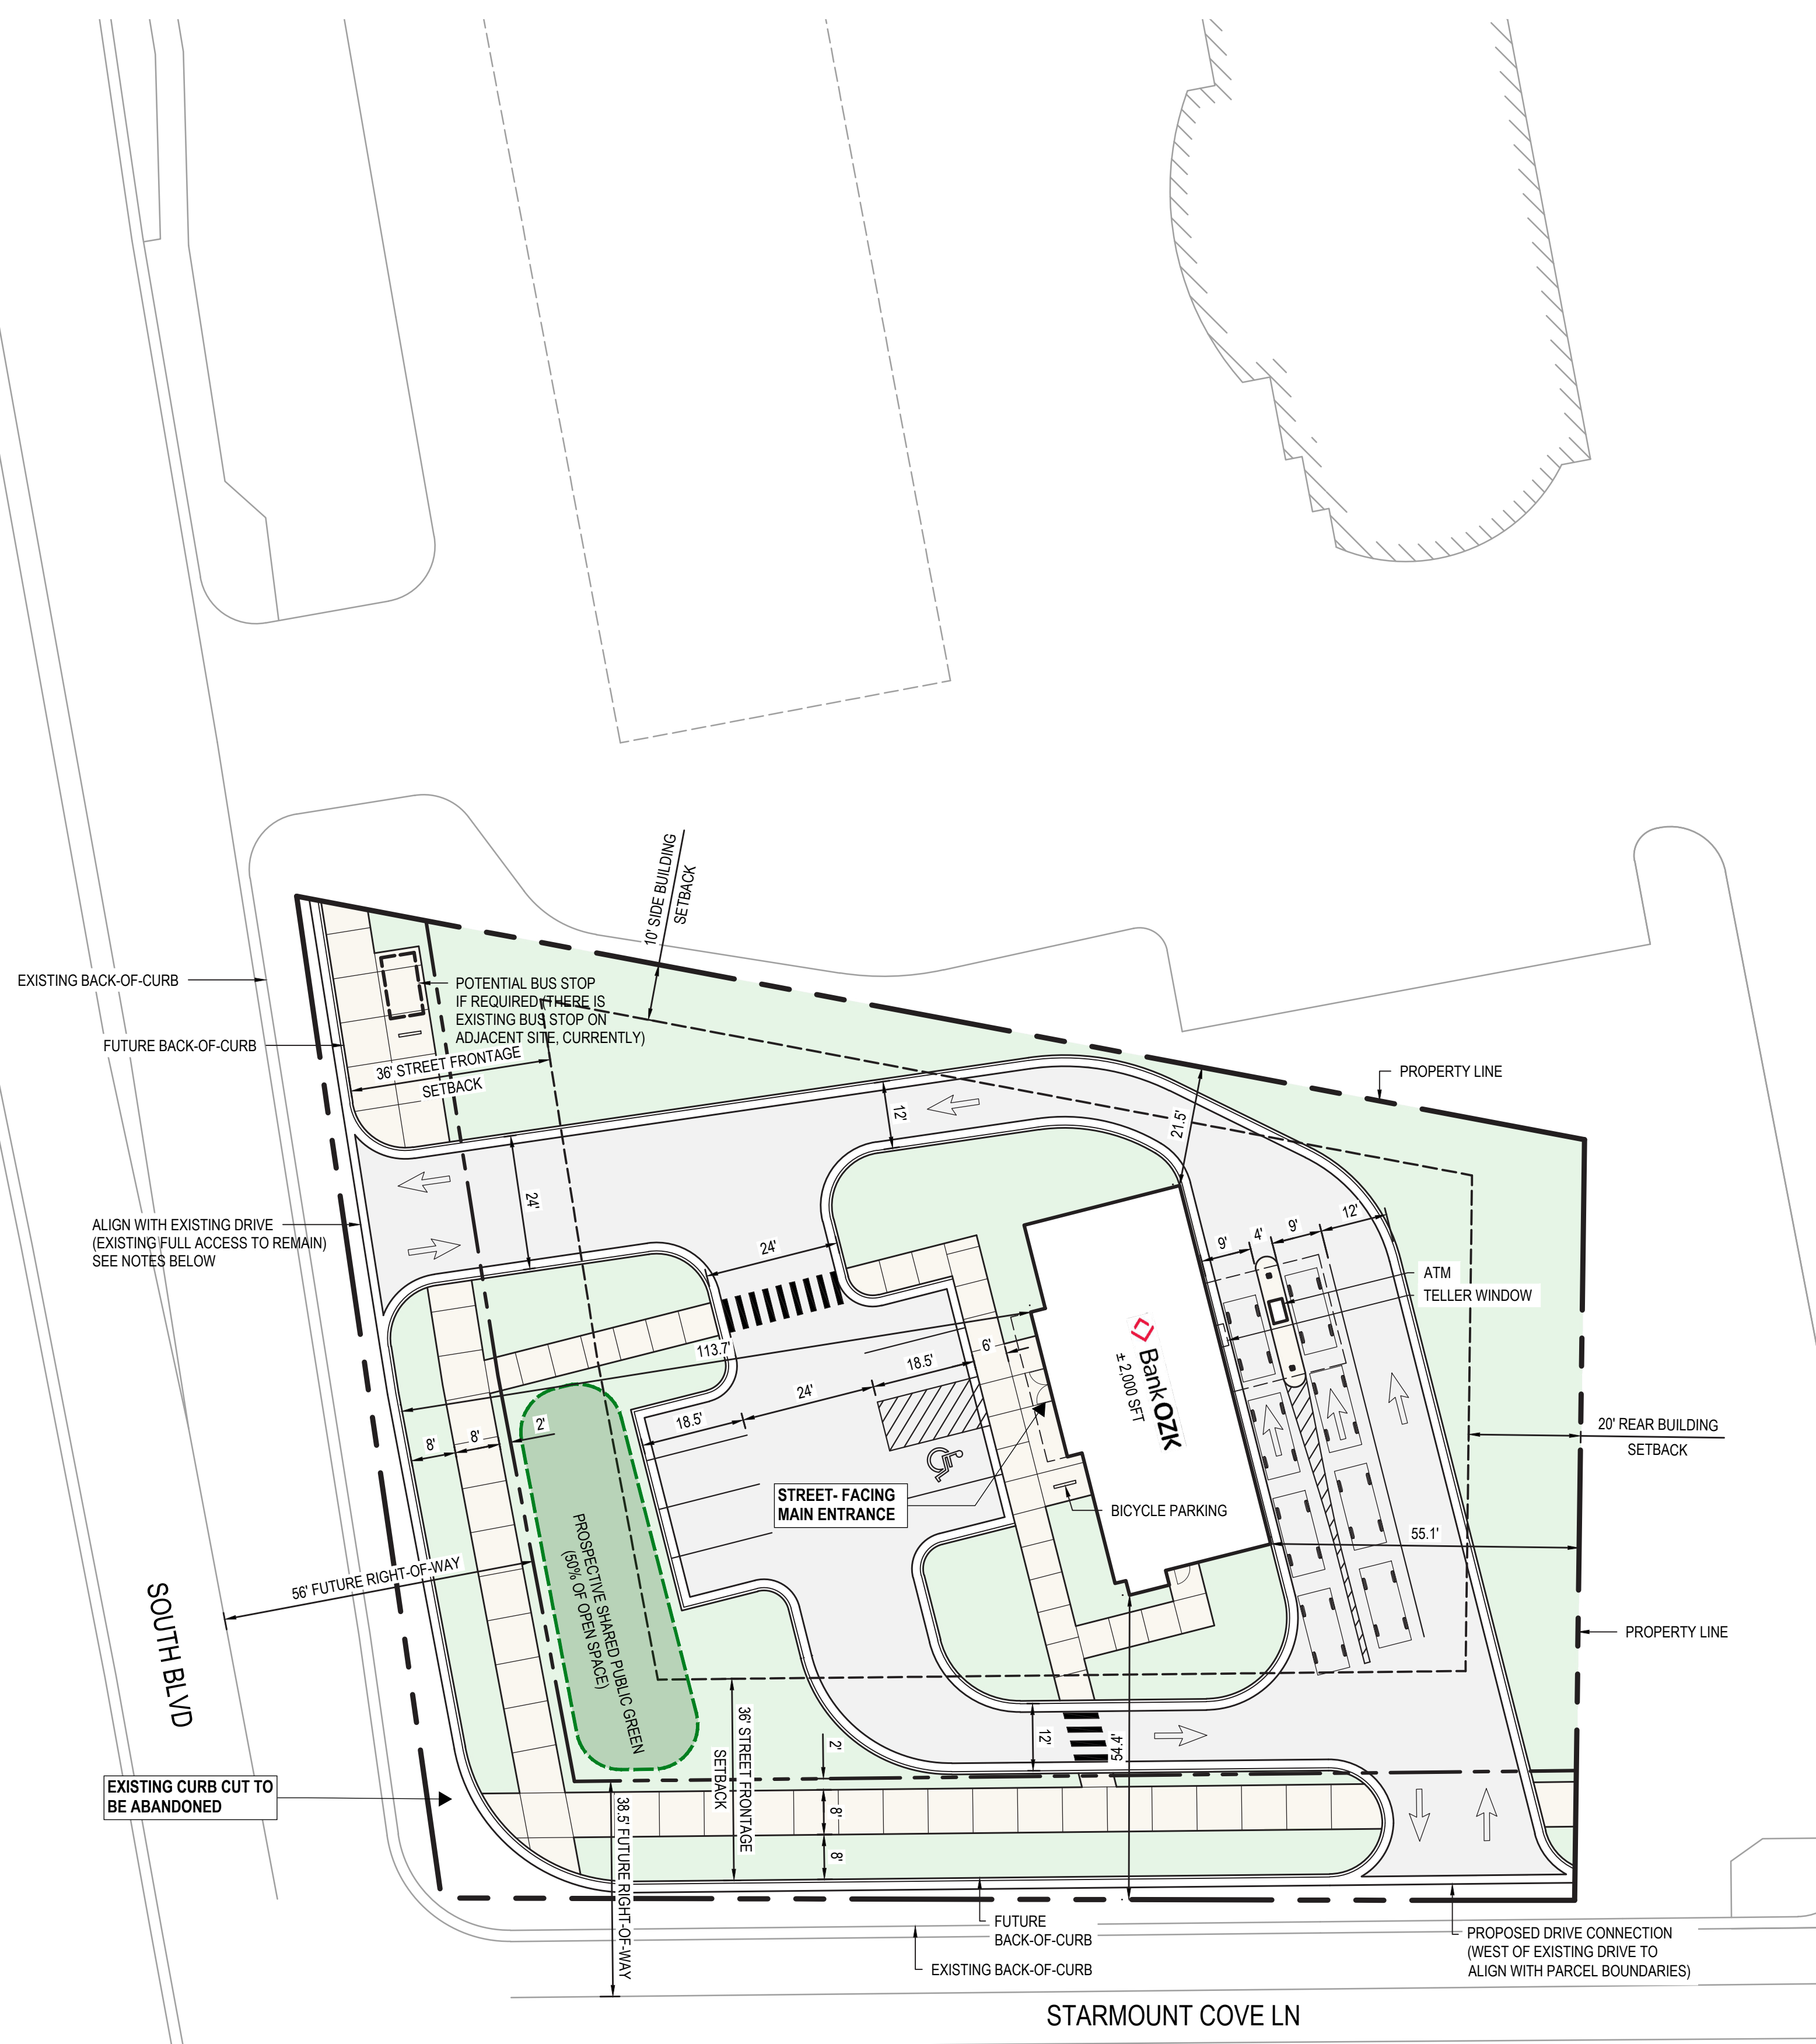 10' SIDE BUILDING
SETBACK
EXISTING BACK-OF-CURB
POTENTIAL BUS STOP
IF REQUIRED (THERE IS
EXISTING BUS STOP ON
ADJACENT SITE, CURRENTLY)
FUTURE BACK-OF-CURB
36' STREET FRONTAGE
SETBACK
PROPERTY LINE
12'
21.5'
24'
ALIGN WITH EXISTING DRIVE
(EXISTING FULL ACCESS TO REMAIN)
SEE NOTES BELOW
24'
9'
4'
9'
12'
ATM
TELLER WINDOW
113.7'
6'
18.5'
24'
18.5'
BankOZK
± 2,000 SFT
8'
8'
2'
20' REAR BUILDING
SETBACK
STREET- FACING
MAIN ENTRANCE
BICYCLE PARKING
55.1'
56' FUTURE RIGHT-OF-WAY
PROSPECTIVE SHARED PUBLIC GREEN
(50% OF OPEN SPACE)
SOUTH BLVD
PROPERTY LINE
36' STREET FRONTAGE
SETBACK
2'
12'
54.4'
EXISTING CURB CUT TO
BE ABANDONED
38.5' FUTURE RIGHT-OF-WAY
8'
8'
FUTURE
BACK-OF-CURB
EXISTING BACK-OF-CURB
PROPOSED DRIVE CONNECTION
(WEST OF EXISTING DRIVE TO
ALIGN WITH PARCEL BOUNDARIES)
STARMOUNT COVE LN